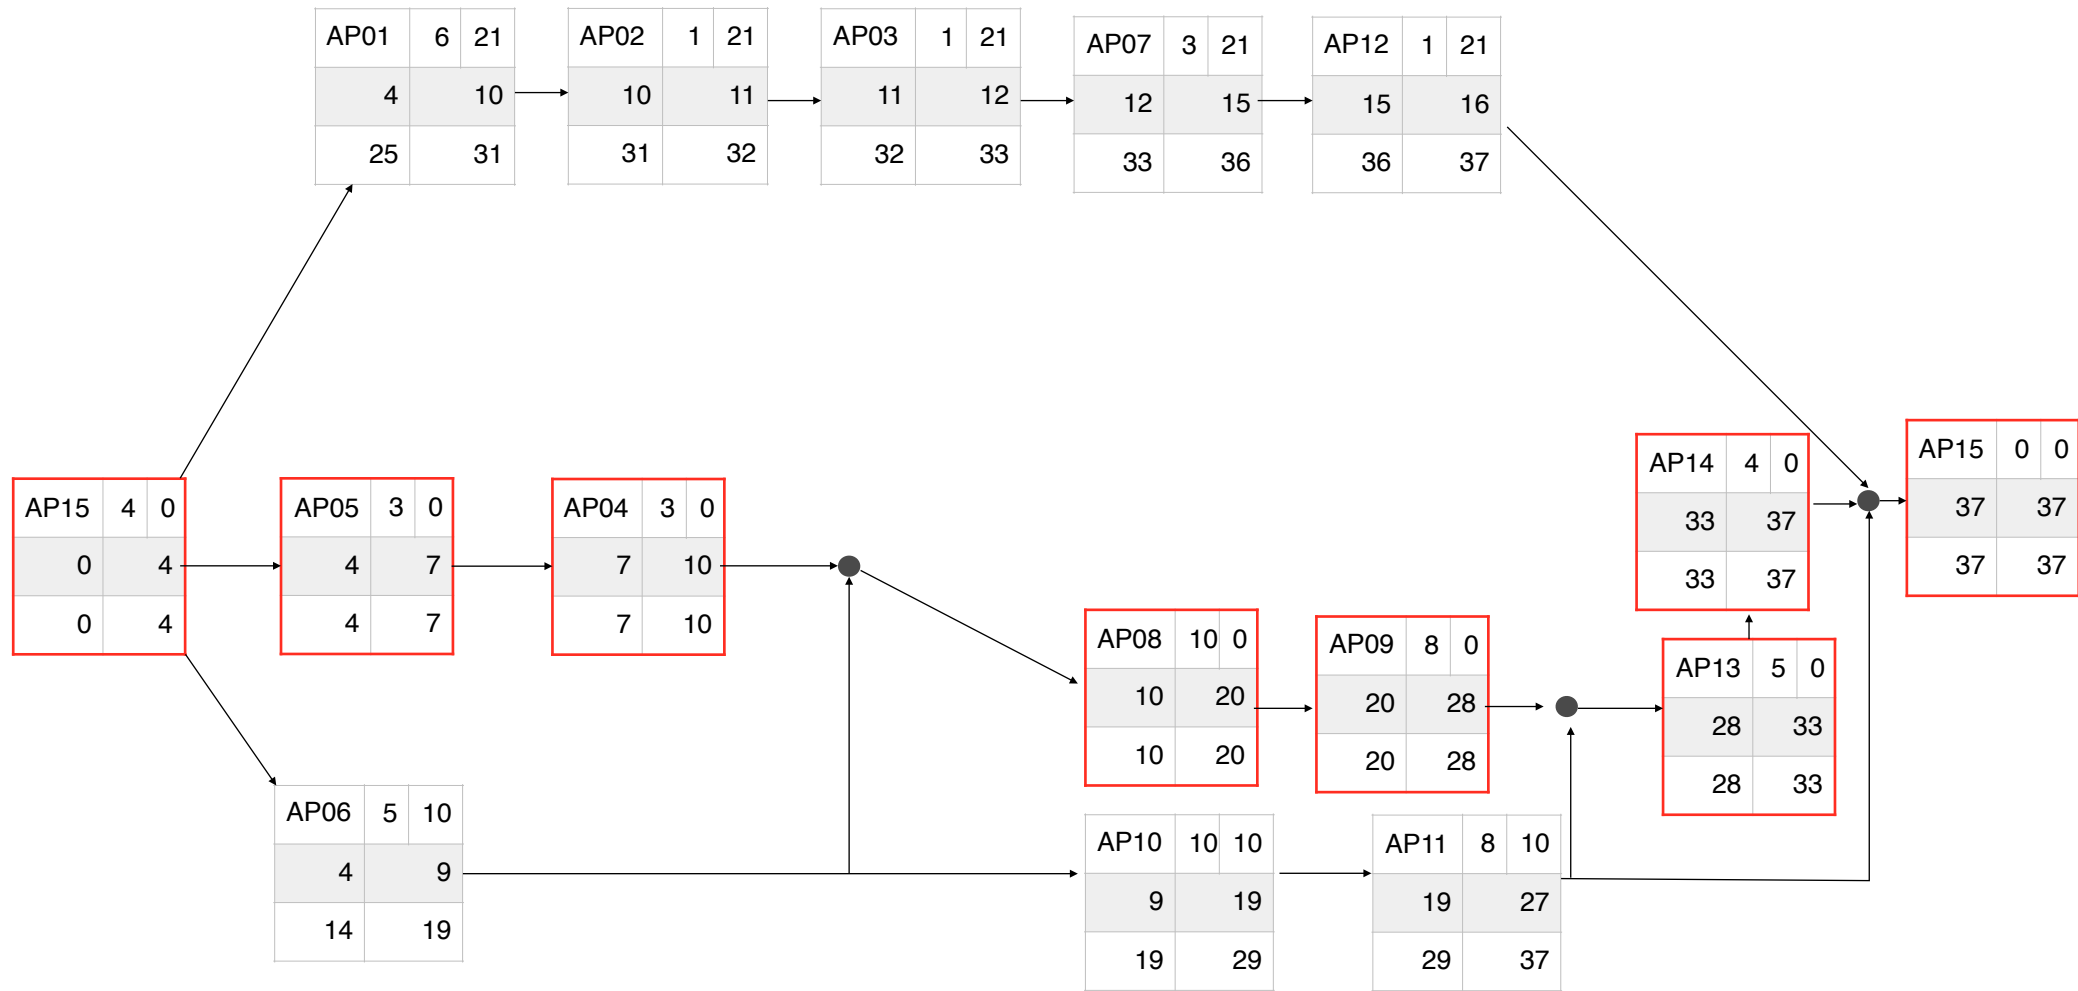 AP01 6 21
4 10
25 31
AP02 1 21
10 11
31 32
AP03 1 21
11 12
32 33
AP07 3 21
12 15
33 36
AP12 1 21
15 16
36 37
AP15 4 0
0 4
0 4
AP05 3 0
4 7
4 7
AP04 3 0
7 10
7 10
AP08 10 0
10 20
10 20
AP09 8 0
20 28
20 28
AP13 5 0
28 33
28 33
AP14 4 0
33 37
33 37
AP15 0 0
37 37
37 37
AP06 5 10
4 9
14 19
AP10 10 10
9 19
19 29
AP11 8 10
19 27
29 37